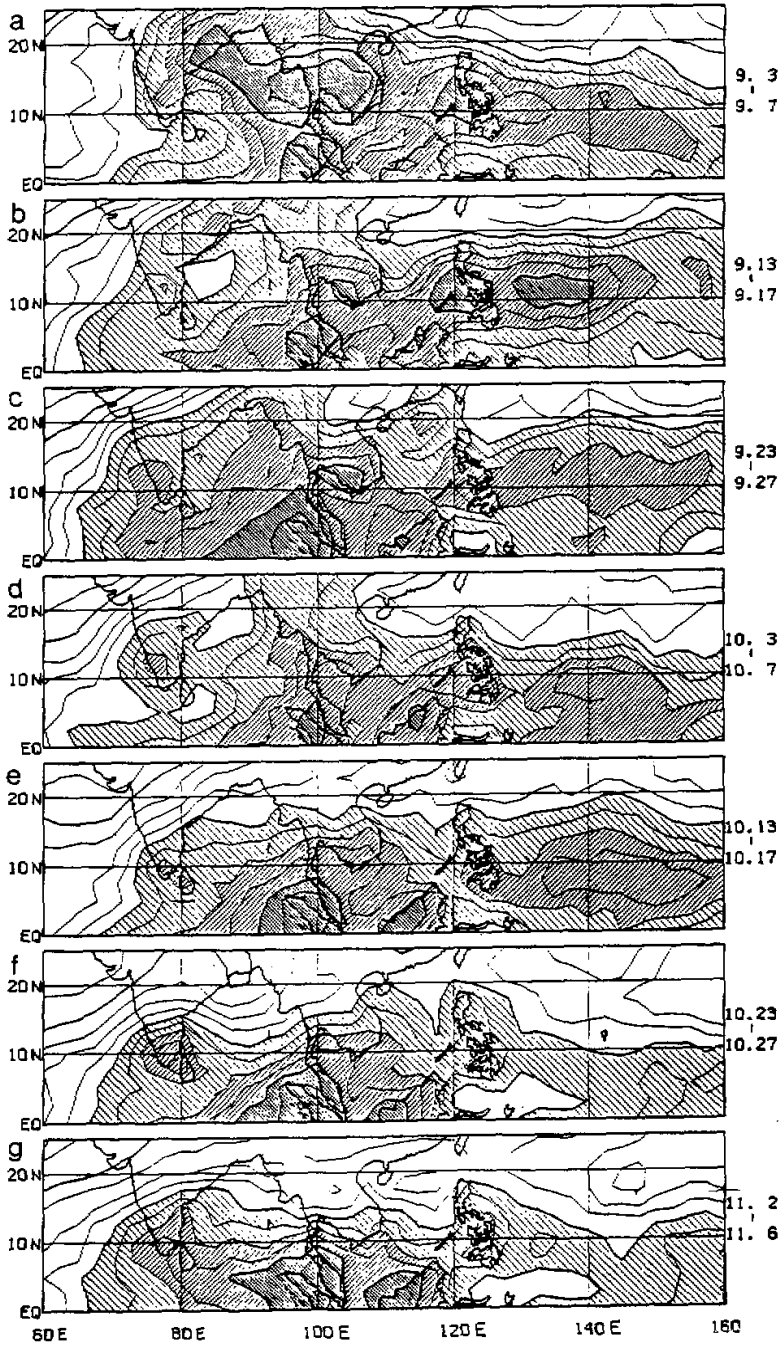 a
20N
10N
EQ
9. 3
9. 7
b
20N
10N
EQ
9.13
9.17
c
20N
10N
EQ
9.23
9.27
d
20N
10N
EQ
10. 3
10. 7
e
20N
10N
EQ
10.13
10.17
f
20N
10N
EQ
10.23
10.27
g
20N
10N
EQ
11. 2
11. 6
60E 80E 100E 120E 140E 160